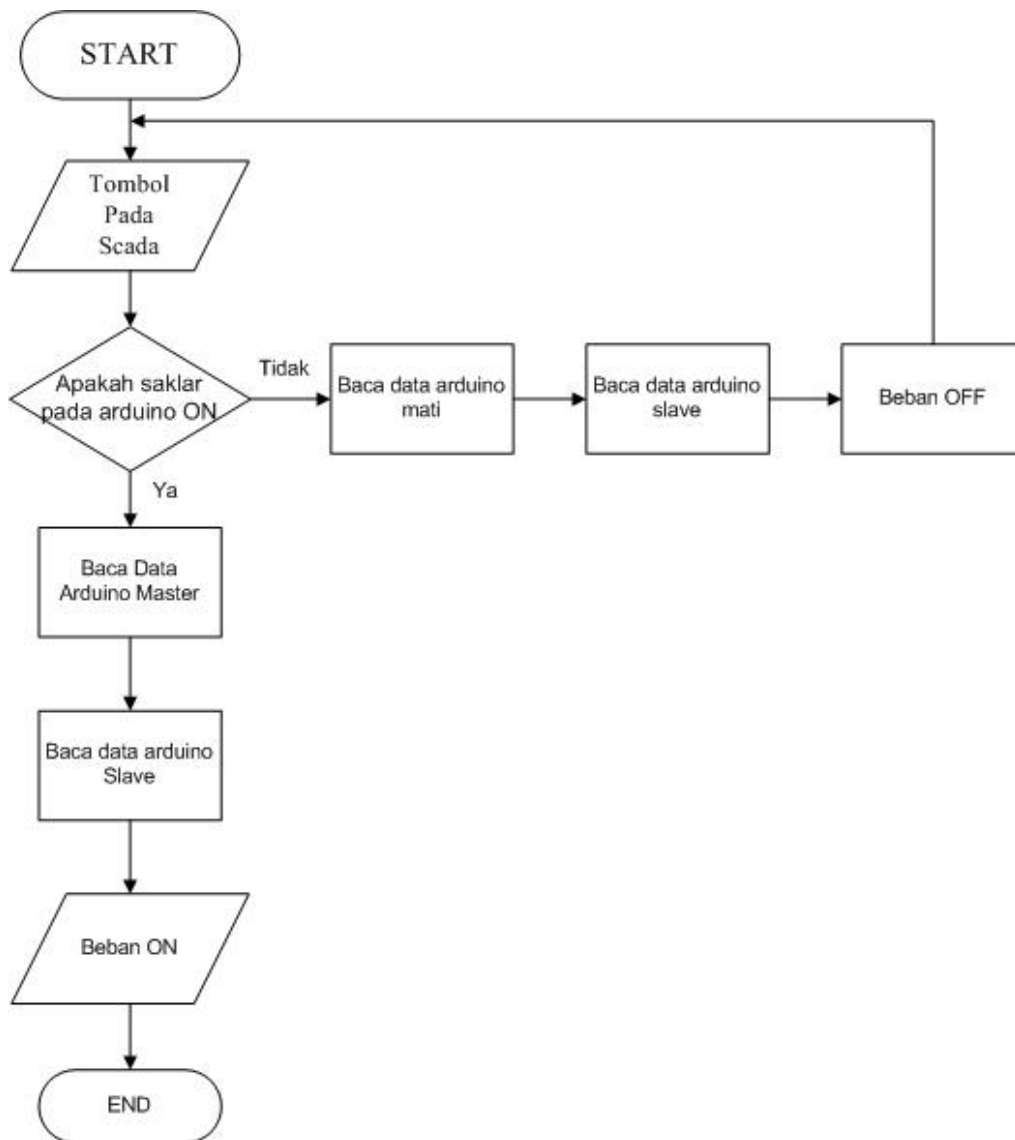 START
Tombol
Pada
Scada
Apakah saklar
pada arduino ON
Tidak
Baca data arduino
mati
Baca data arduino
slave
Beban OFF
Ya
Baca Data
Arduino Master
Baca data arduino
Slave
Beban ON
END